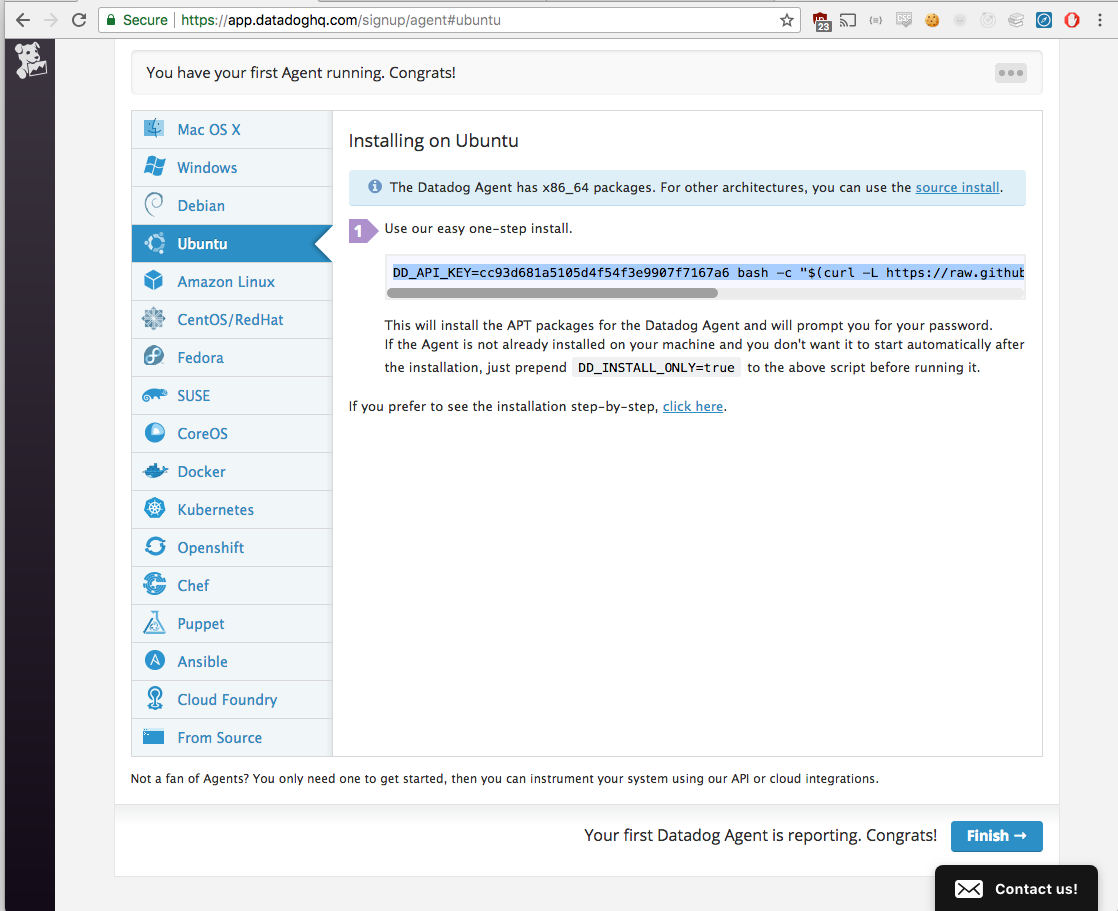 Secure
https://app.datadoghq.com/signup/agent#ubuntu
23
CSS
You have your first Agent running. Congrats!
Mac OS X
Windows
Debian
Ubuntu
Amazon Linux
CentOS/RedHat
Fedora
SUSE
CoreOS
Docker
Kubernetes
Openshift
Chef
Puppet
Ansible
Cloud Foundry
From Source
Installing on Ubuntu
The Datadog Agent has x86_64 packages. For other architectures, you can use the source install.
1
Use our easy one-step install.
DD_API_KEY=cc93d681a5105d4f54f3e9907f7167a6 bash -c "$(curl -L https://raw.github
This will install the APT packages for the Datadog Agent and will prompt you for your password.
If the Agent is not already installed on your machine and you don't want it to start automatically after
the installation, just prepend DD_INSTALL_ONLY=true to the above script before running it.
If you prefer to see the installation step-by-step, click here.
Not a fan of Agents? You only need one to get started, then you can instrument your system using our API or cloud integrations.
Your first Datadog Agent is reporting. Congrats!
Finish →
Contact us!